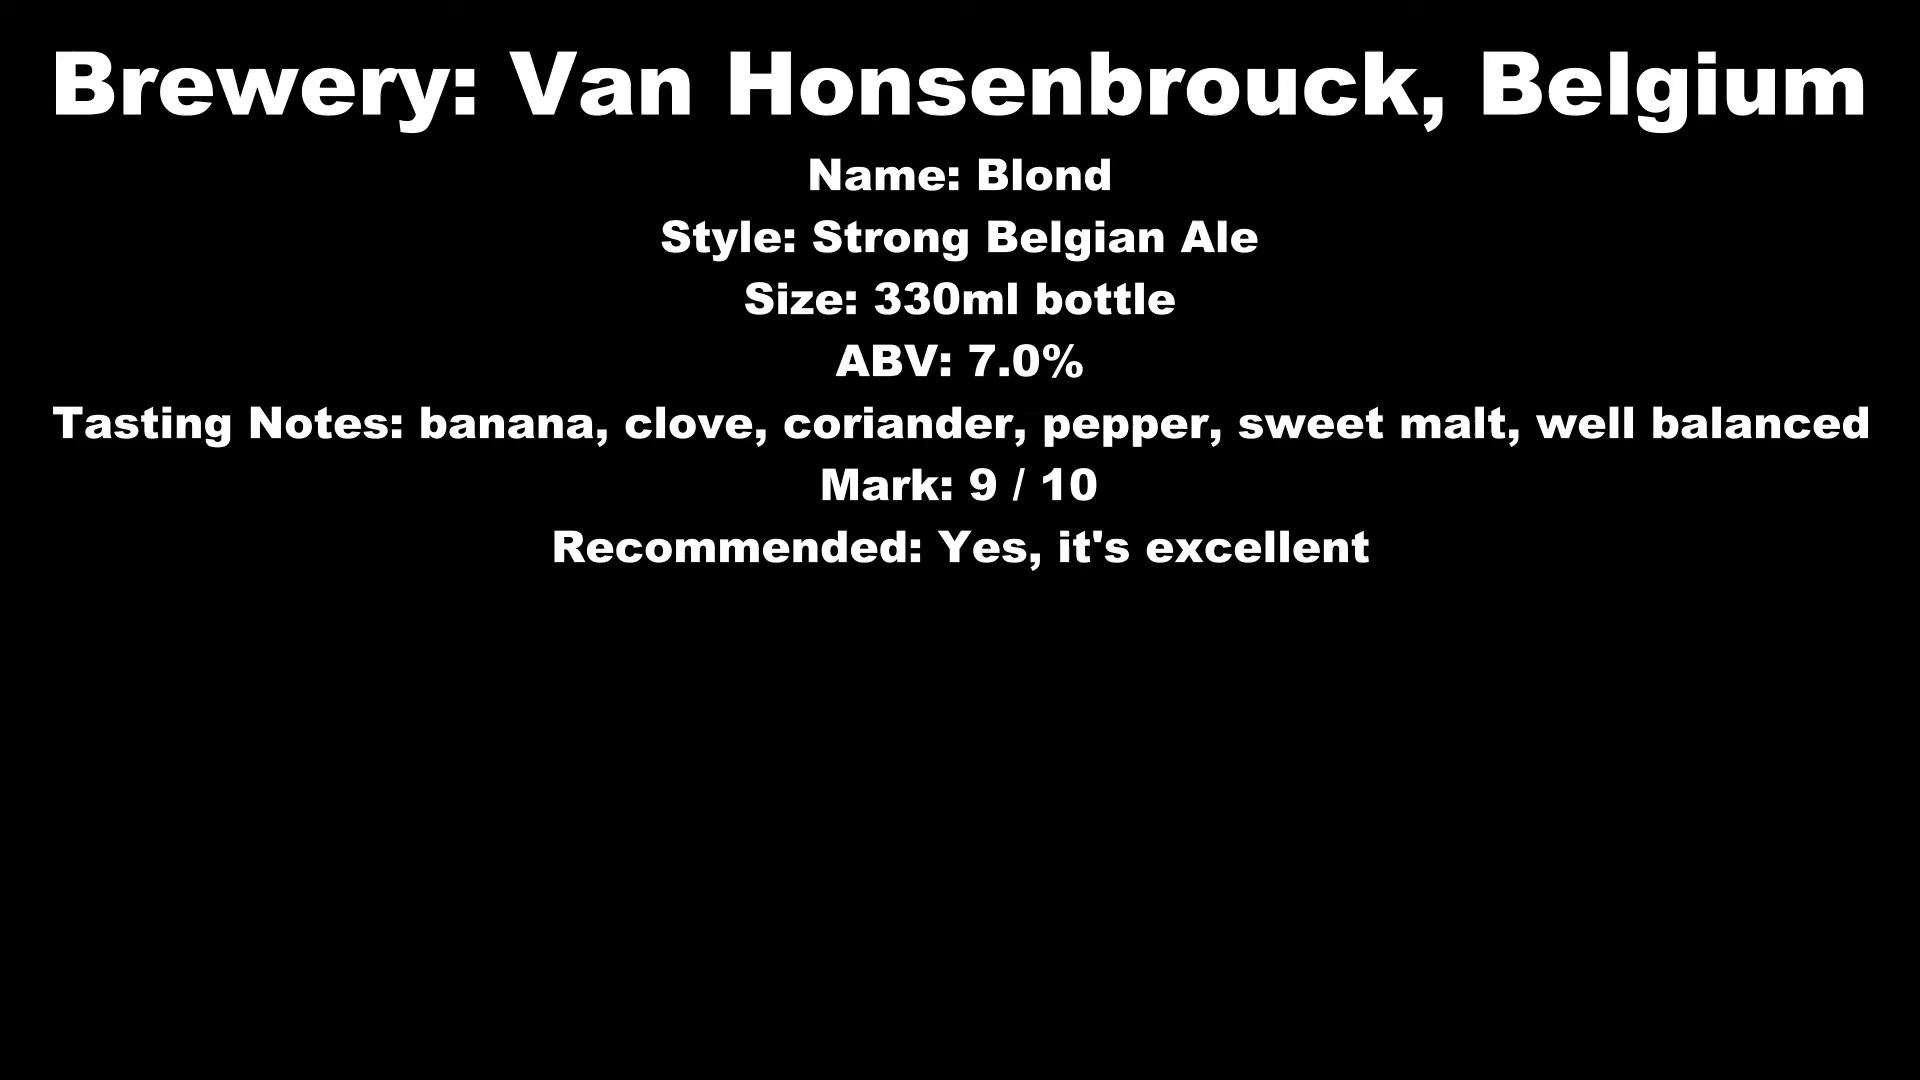 Brewery: Van Honsenbrouck, Belgium
Name: Blond
Style: Strong Belgian Ale
Size: 330ml bottle
ABV: 7.0%
Tasting Notes: banana, clove, coriander, pepper, sweet malt, well balanced
Mark: 9 / 10
Recommended: Yes, it's excellent